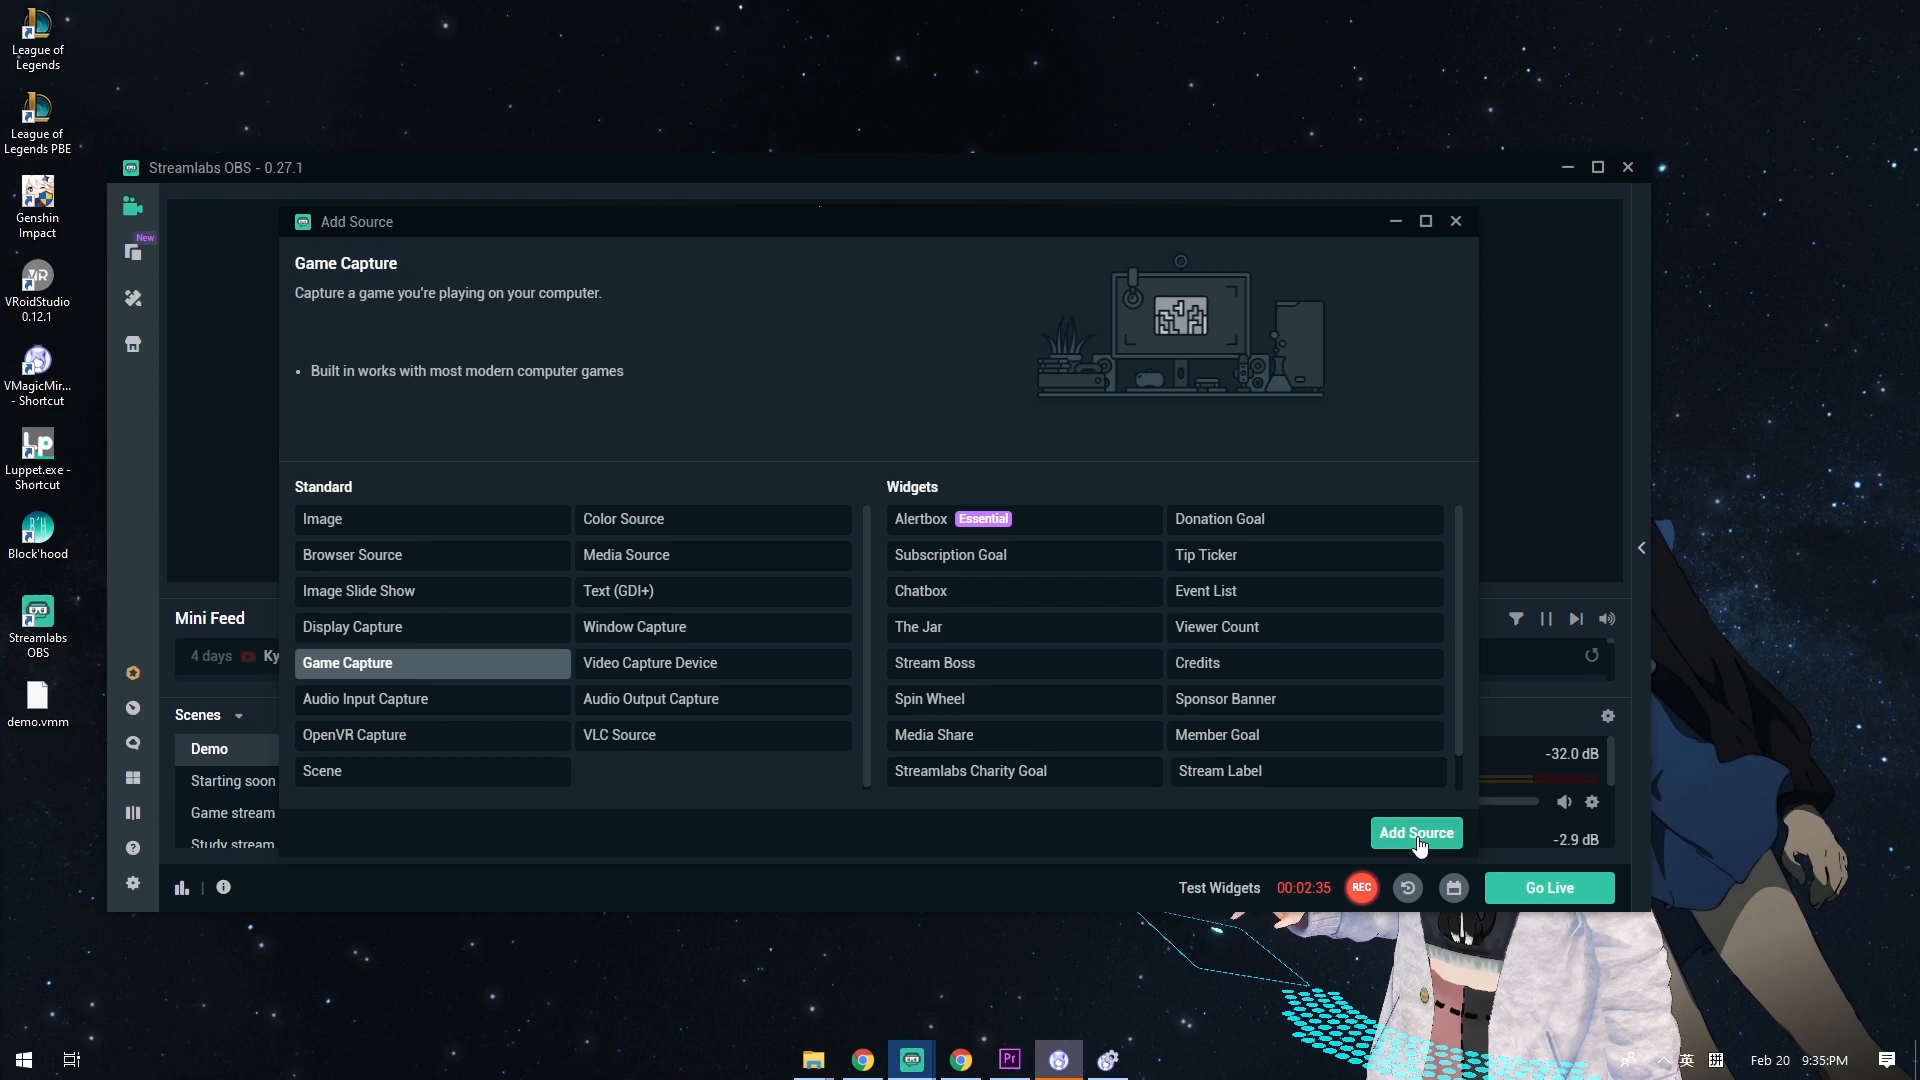 League of
Legends
League of
Legends PBE
Genshin
Impact
VR
VRoidStudio
0.12.1
VMagicMir...
- Shortcut
Lp
Luppet.exe -
Shortcut
B'H
Block'hood
Streamlabs
OBS
demo.vmm
Streamlabs OBS - 0.27.1
New
Add Source
Game Capture
Capture a game you're playing on your computer.
• Built in works with most modern computer games
Standard
Widgets
Image
Color Source
Alertbox Essential
Donation Goal
Browser Source
Media Source
Subscription Goal
Tip Ticker
Image Slide Show
Text (GDI+)
Chatbox
Event List
Display Capture
Window Capture
The Jar
Viewer Count
Game Capture
Video Capture Device
Stream Boss
Credits
Audio Input Capture
Audio Output Capture
Spin Wheel
Sponsor Banner
OpenVR Capture
VLC Source
Media Share
Member Goal
Scene
Streamlabs Charity Goal
Stream Label
Add Source
Mini Feed
4 days Ky
Scenes
Demo
Starting soon
Game stream
Study stream
-32.0 dB
-2.9 dB
Test Widgets 00:02:35 REC
Go Live
Pr
英 拼 Feb 20 9:35:PM